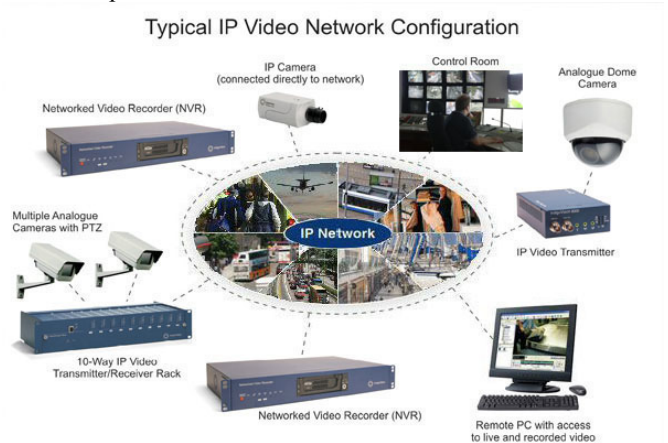 Typical IP Video Network Configuration
IP Camera
(connected directly to network)
Control Room
Analogue Dome
Camera
Networked Video Recorder (NVR)
Multiple Analogue
Cameras with PTZ
IP Network
IP Video Transmitter
10-Way IP Video
Transmitter/Receiver Rack
Networked Video Recorder (NVR)
Remote PC with access
to live and recorded video